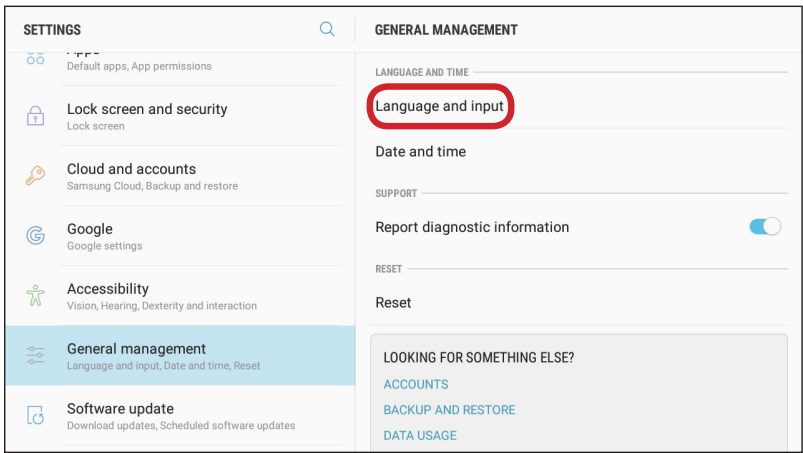 SETTINGS
Default apps, App permissions
Lock screen and security
Lock screen
Cloud and accounts
Samsung Cloud, Backup and restore
Google
Google settings
Accessibility
Vision, Hearing, Dexterity and interaction
General management
Language and input, Date and time, Reset
Software update
Download updates, Scheduled software updates
GENERAL MANAGEMENT
LANGUAGE AND TIME
Language and input
Date and time
SUPPORT
Report diagnostic information
RESET
Reset
LOOKING FOR SOMETHING ELSE?
ACCOUNTS
BACKUP AND RESTORE
DATA USAGE